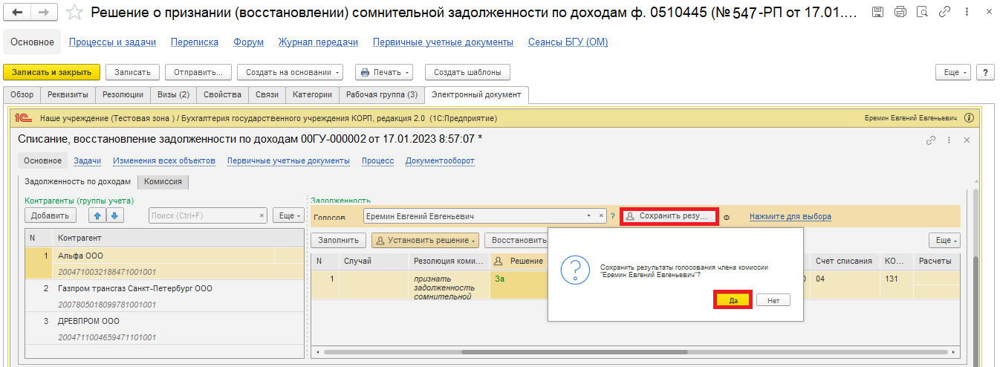 Решение о признании (восстановлении) сомнительной задолженности по доходам ф. 0510445 (№547-РП от 17.01....
Основное Процессы и задачи Переписка Форум Журнал передачи Первичные учетные документы Сеансы БГУ (ОМ)
Записать и закрыть Записать Отправить... Создать на основании Печать Создать шаблоны Еще ?
Обзор Реквизиты Резолюции Визы (2) Свойства Связи Категории Рабочая группа (3) Электронный документ
1С Наше учреждение (Тестовая зона ) / Бухгалтерия государственного учреждения КОРП, редакция 2.0 (1С:Предприятие) Еремин Евгений Евгеньевич
Списание, восстановление задолженности по доходам 00ГУ-000002 от 17.01.2023 8:57:07 *
Основное Задачи Изменения всех объектов Первичные учетные документы Процесс Документооборот
Задолженность по доходам Комиссия
Контрагенты (группы учета)
Добавить Поиск (Ctrl+F) × Еще
N Контрагент
1 Альфа ООО
2004710032188471001001
2 Газпром трансгаз Санкт-Петербург ООО
2007805018099781001001
3 ДРЕВПРОМ ООО
2004711004659471101001
Задолженность
Голосов Еремин Евгений Евгеньевич × ? Сохранить резу... Ф Нажмите для выбора
Заполнить Установить решение Восстановить Еще
N Случай Резолюция коми... Решение Счет списания КО... Расчеты
1 признать За 0 04 131
задолженность
сомнительной
Сохранить результаты голосования члена комиссии
"Еремин Евгений Евгеньевич"?
Да Нет